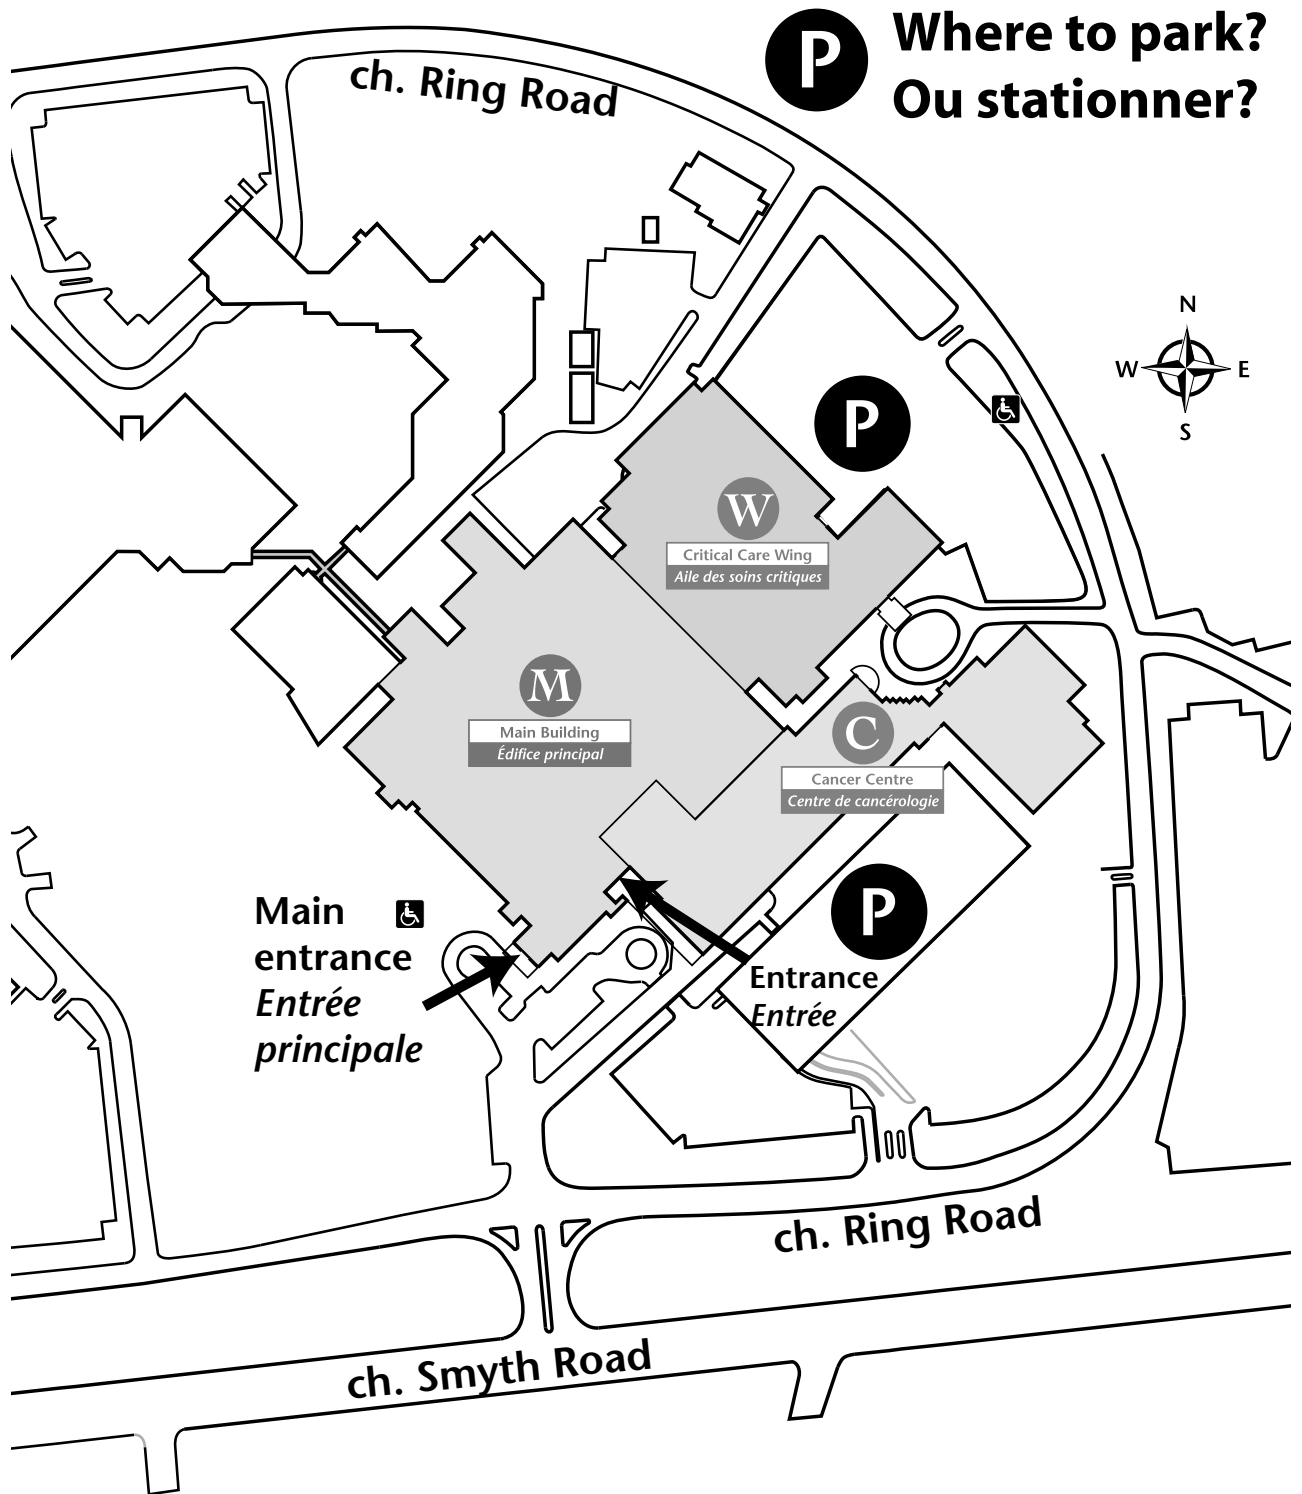 P
Where to park?
Ou stationner?
ch. Ring Road
N
W
E
S
P
W
Critical Care Wing
Aile des soins critiques
M
Main Building
Édifice principal
C
Cancer Centre
Centre de cancérologie
P
Main
entrance
Entrée
principale
Entrance
Entrée
ch. Ring Road
ch. Smyth Road